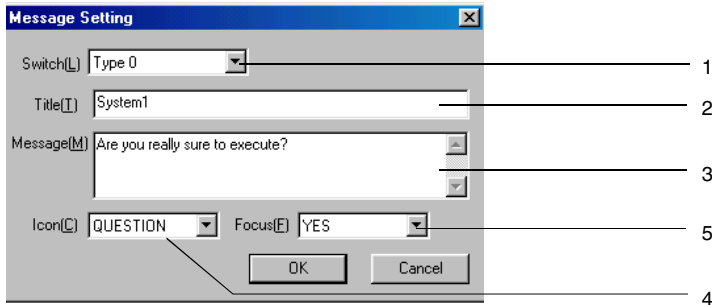 Message Setting
Switch(L) Type 0
1
Title(T) System1
2
Message(M) Are you really sure to execute?
3
Icon(C) QUESTION Focus(F) YES
5
OK Cancel
4